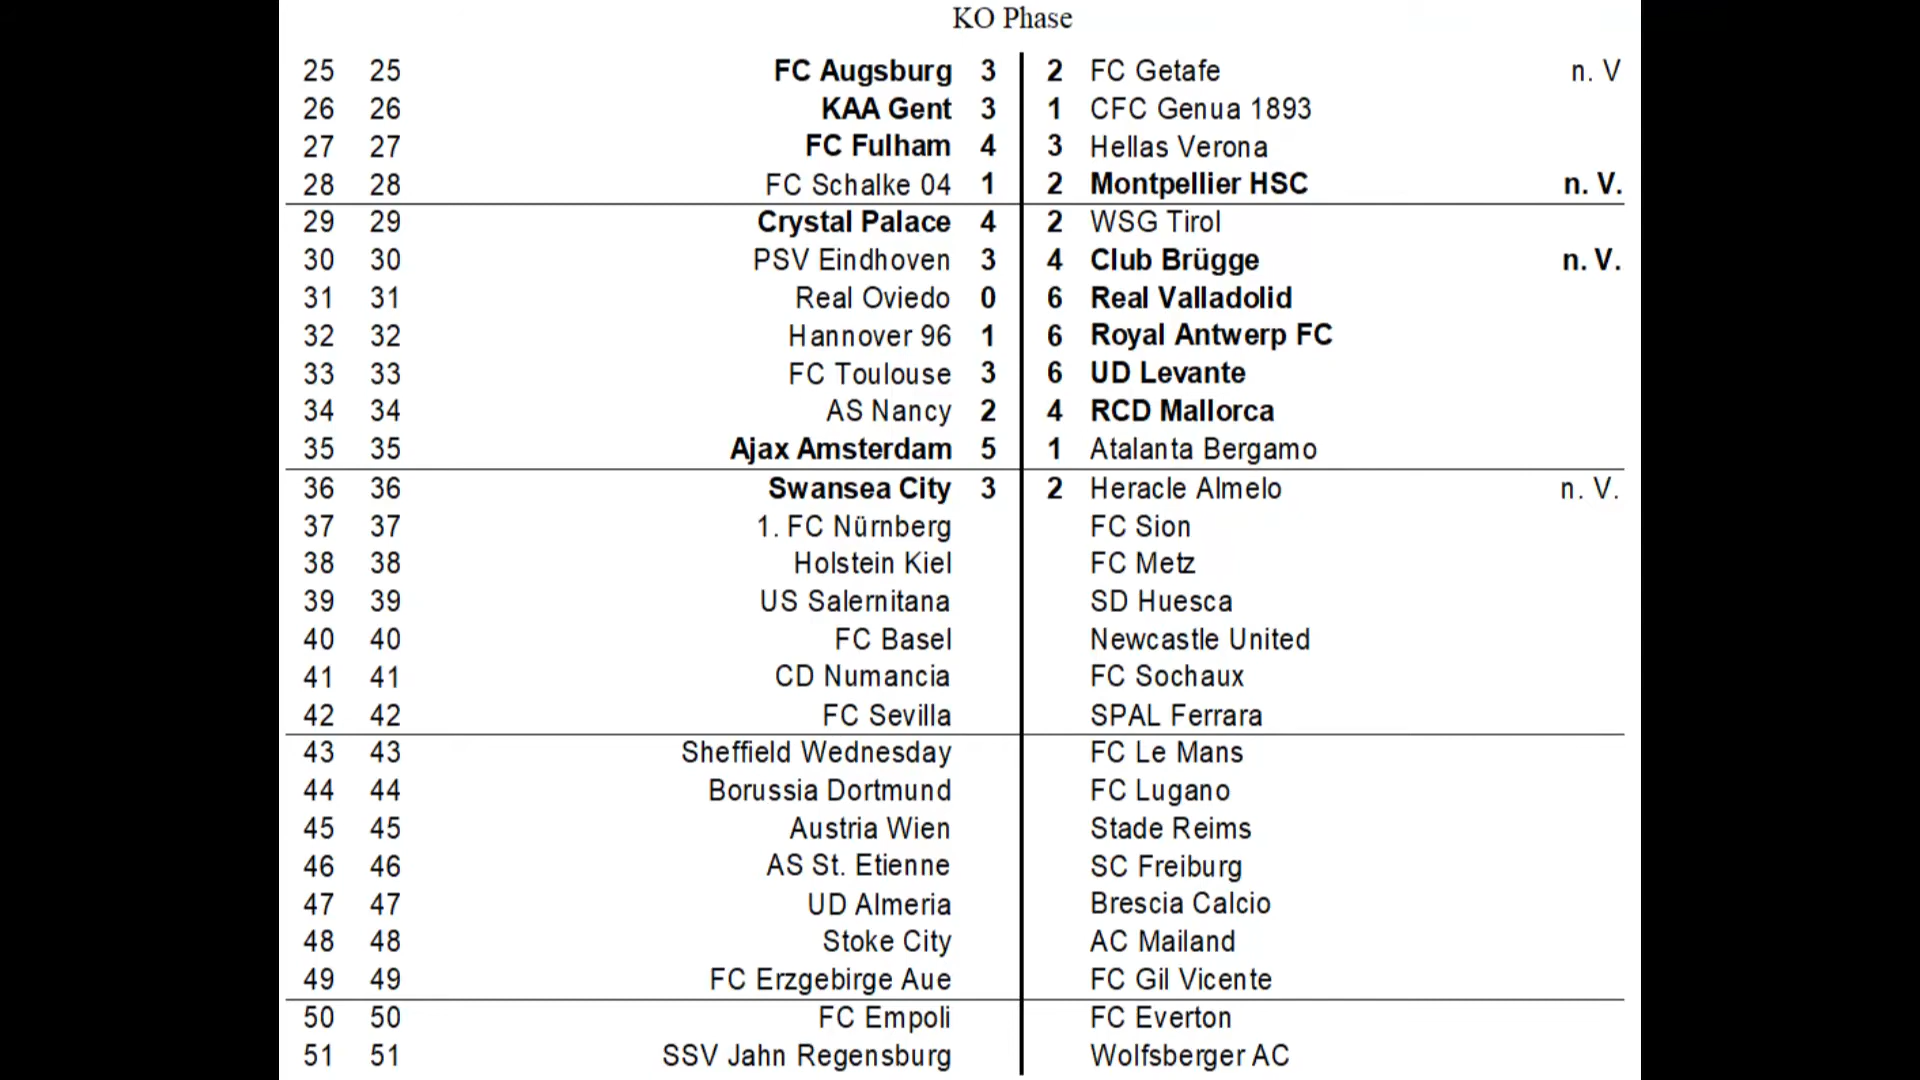 KO Phase
25 25 FC Augsburg 3 2 FC Getafe n. V
26 26 KAA Gent 3 1 CFC Genua 1893
27 27 FC Fulham 4 3 Hellas Verona
28 28 FC Schalke 04 1 2 Montpellier HSC n. V.
29 29 Crystal Palace 4 2 WSG Tirol
30 30 PSV Eindhoven 3 4 Club Brügge n. V.
31 31 Real Oviedo 0 6 Real Valladolid
32 32 Hannover 96 1 6 Royal Antwerp FC
33 33 FC Toulouse 3 6 UD Levante
34 34 AS Nancy 2 4 RCD Mallorca
35 35 Ajax Amsterdam 5 1 Atalanta Bergamo
36 36 Swansea City 3 2 Heracle Almelo n. V.
37 37 1. FC Nürnberg FC Sion
38 38 Holstein Kiel FC Metz
39 39 US Salernitana SD Huesca
40 40 FC Basel Newcastle United
41 41 CD Numancia FC Sochaux
42 42 FC Sevilla SPAL Ferrara
43 43 Sheffield Wednesday FC Le Mans
44 44 Borussia Dortmund FC Lugano
45 45 Austria Wien Stade Reims
46 46 AS St. Etienne SC Freiburg
47 47 UD Almeria Brescia Calcio
48 48 Stoke City AC Mailand
49 49 FC Erzgebirge Aue FC Gil Vicente
50 50 FC Empoli FC Everton
51 51 SSV Jahn Regensburg Wolfsberger AC